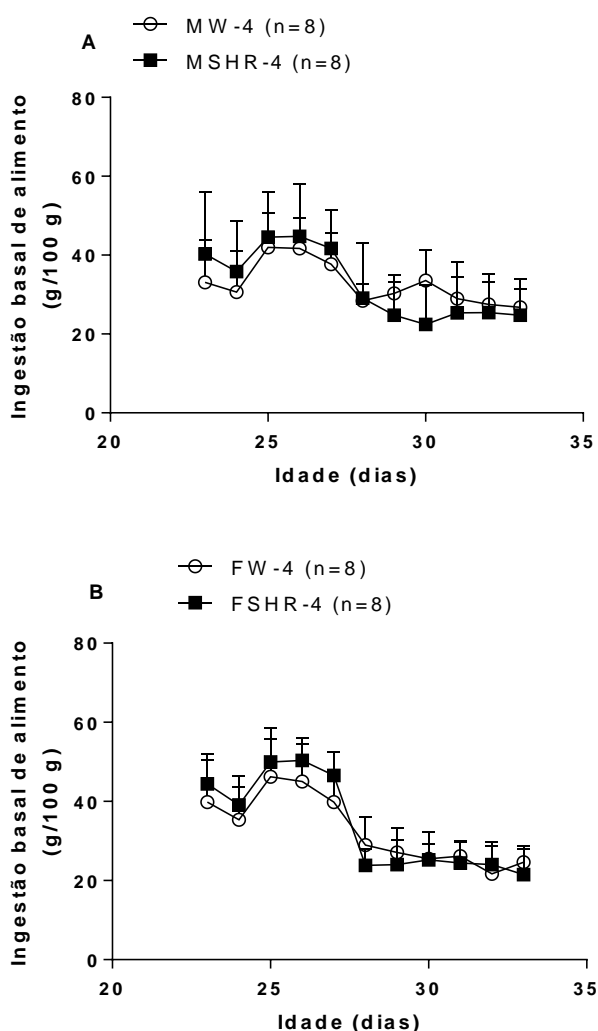 A
MW-4 (n=8)
MSHR-4 (n=8)
Ingestão basal de alimento
(g/100 g)
80
60
40
20
0
20
25
30
35
Idade (dias)
B
FW-4 (n=8)
FSHR-4 (n=8)
Ingestão basal de alimento
(g/100 g)
80
60
40
20
0
20
25
30
35
Idade (dias)